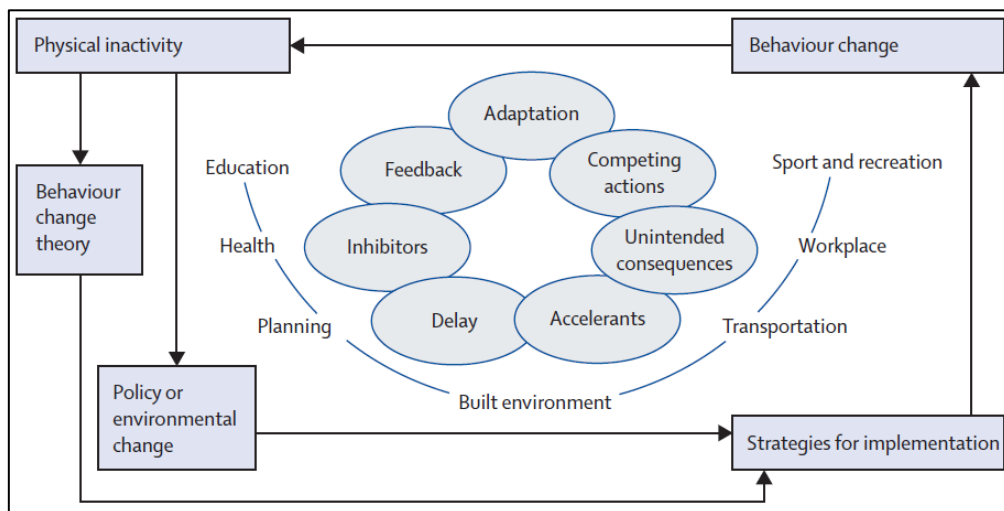 Physical inactivity
Behaviour change
Adaptation
Feedback
Competing
actions
Education
Sport and recreation
Behaviour
change
theory
Health
Inhibitors
Unintended
consequences
Workplace
Planning
Delay
Accelerants
Transportation
Built environment
Policy or
environmental
change
Strategies for implementation